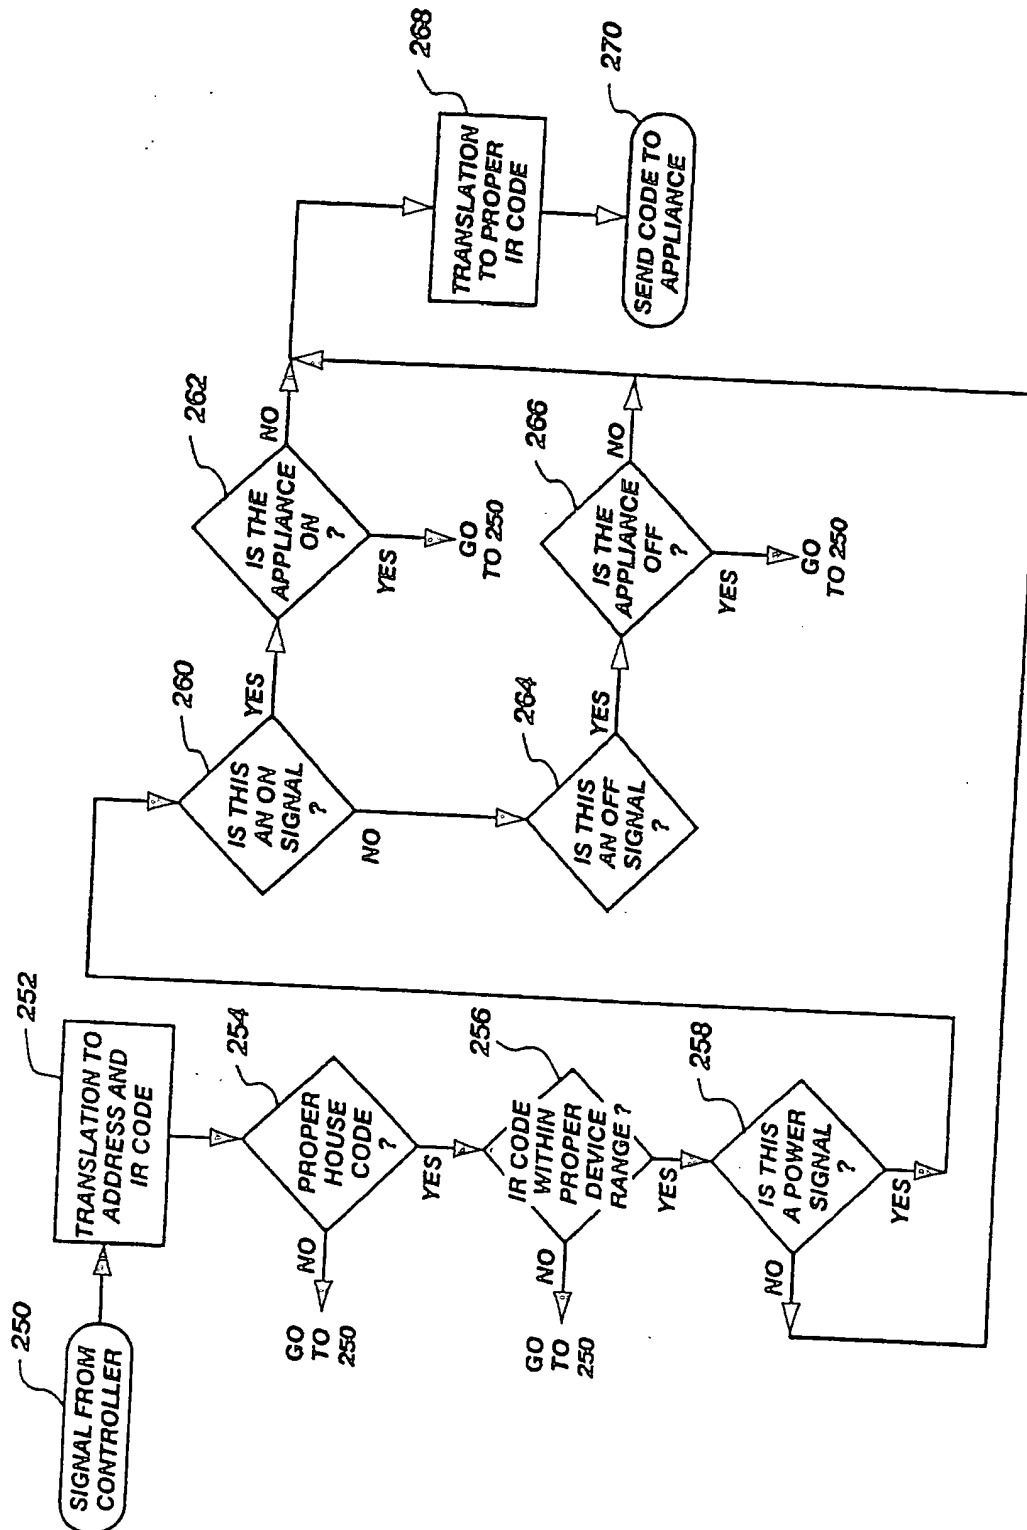 250
SIGNAL FROM
CONTROLLER
252
TRANSLATION TO
ADDRESS AND
IR CODE
254
PROPER
HOUSE
CODE
?
NO
GO
TO
250
YES
256
IR CODE
WITHIN
PROPER
DEVICE
RANGE?
NO
GO
TO
250
YES
258
IS THIS
A POWER
SIGNAL
?
NO
YES
260
IS THIS
AN ON
SIGNAL
?
YES
NO
262
IS THE
APPLIANCE
ON
?
NO
YES
GO
TO 250
264
IS THIS
AN OFF
SIGNAL
?
YES
266
IS THE
APPLIANCE
OFF
?
NO
YES
GO
TO 250
268
TRANSLATION
TO PROPER
IR CODE
270
SEND CODE TO
APPLIANCE